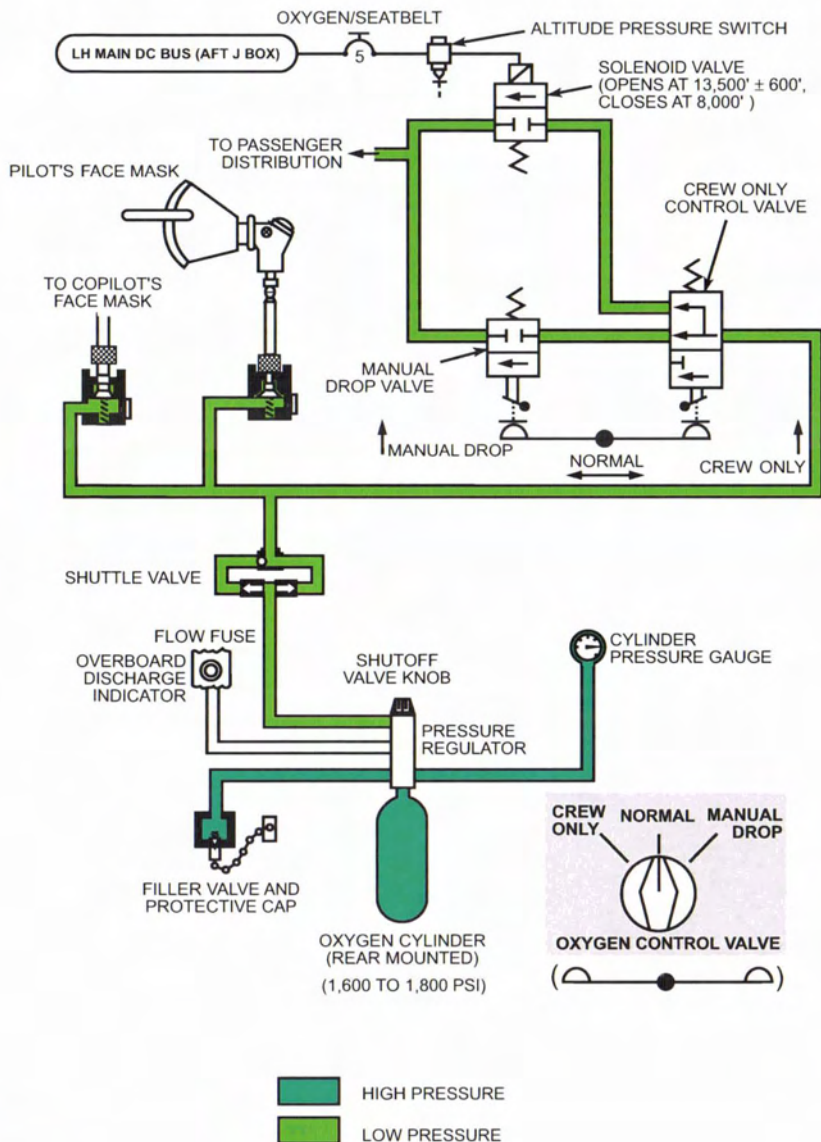 OXYGEN/SEATBELT
ALTITUDE PRESSURE SWITCH
LH MAIN DC BUS (AFT J BOX)
5
SOLENOID VALVE
(OPENS AT 13,500' ± 600',
CLOSES AT 8,000' )
TO PASSENGER
DISTRIBUTION
PILOT'S FACE MASK
CREW ONLY
CONTROL VALVE
TO COPILOT'S
FACE MASK
MANUAL
DROP VALVE
MANUAL DROP
NORMAL
CREW ONLY
SHUTTLE VALVE
FLOW FUSE
OVERBOARD
DISCHARGE
INDICATOR
SHUTOFF
VALVE KNOB
CYLINDER
PRESSURE GAUGE
PRESSURE
REGULATOR
FILLER VALVE AND
PROTECTIVE CAP
OXYGEN CYLINDER
(REAR MOUNTED)
(1,600 TO 1,800 PSI)
CREW
ONLY
NORMAL
MANUAL
DROP
OXYGEN CONTROL VALVE
HIGH PRESSURE
LOW PRESSURE